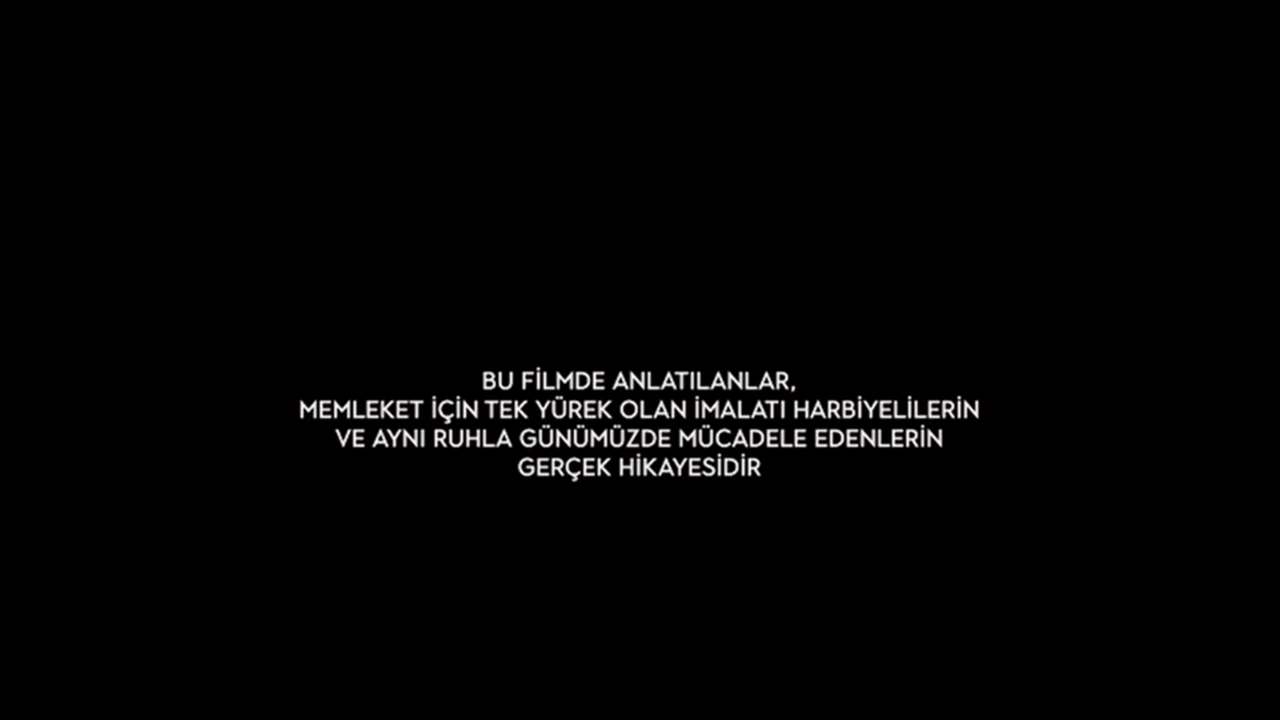 BU FİLMDE ANLATILANLAR,
MEMLEKET İÇİN TEK YÜREK OLAN İMALATI HARBİYELİLERİN
VE AYNI RUHLA GÜNÜMÜZDE MÜCADELE EDENLERİN
GERÇEK HİKAYESİDİR